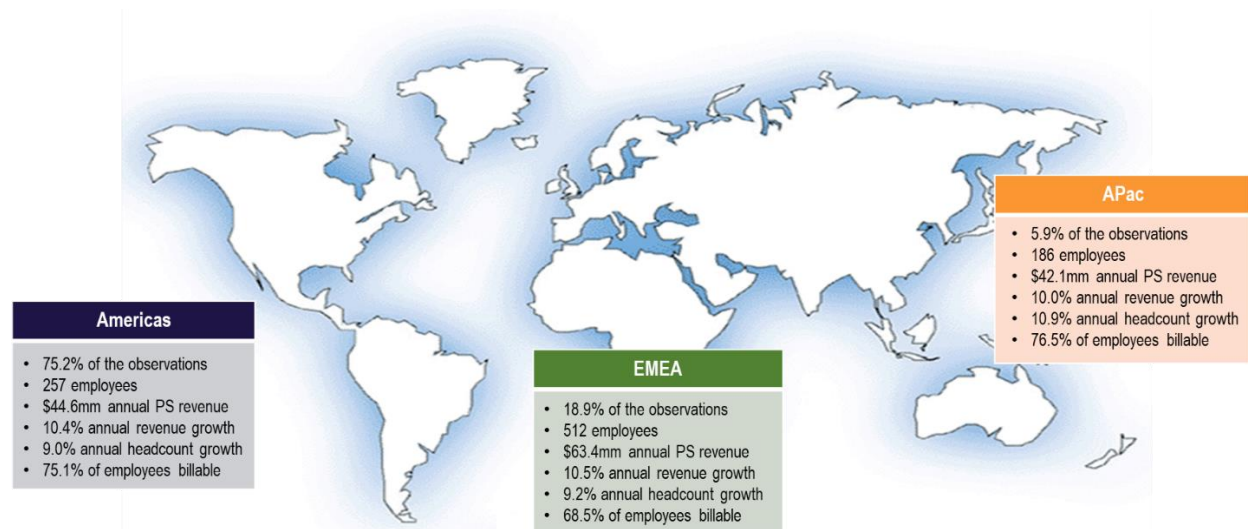 Americas
• 75.2% of the observations
• 257 employees
• $44.6mm annual PS revenue
• 10.4% annual revenue growth
• 9.0% annual headcount growth
• 75.1% of employees billable
EMEA
• 18.9% of the observations
• 512 employees
• $63.4mm annual PS revenue
• 10.5% annual revenue growth
• 9.2% annual headcount growth
• 68.5% of employees billable
APac
• 5.9% of the observations
• 186 employees
• $42.1mm annual PS revenue
• 10.0% annual revenue growth
• 10.9% annual headcount growth
• 76.5% of employees billable